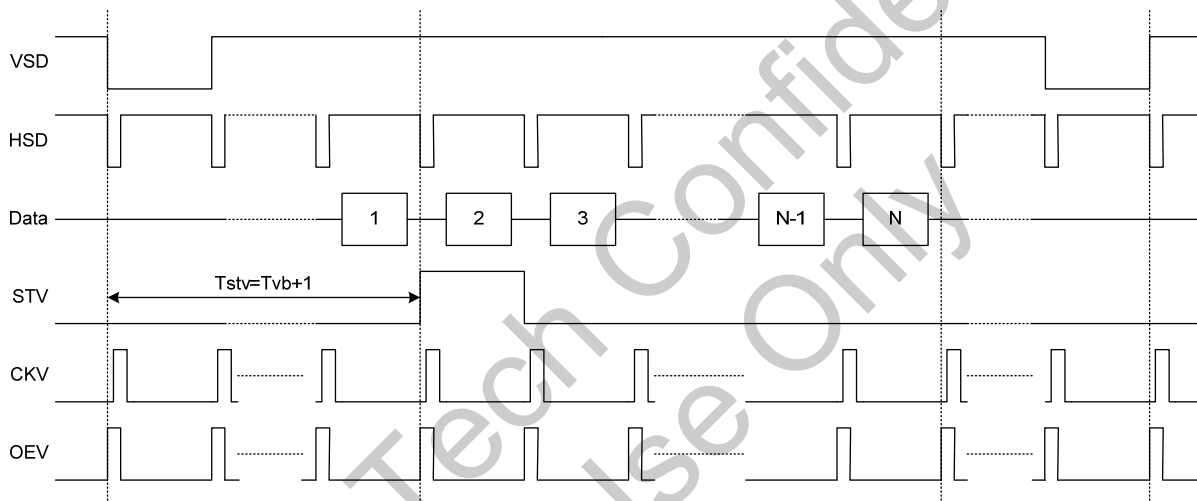 VSD
HSD
Data
1
2
3
N-1
N
STV
Tstv=Tvb+1
CKV
OEV
Tech Confide
Use Only